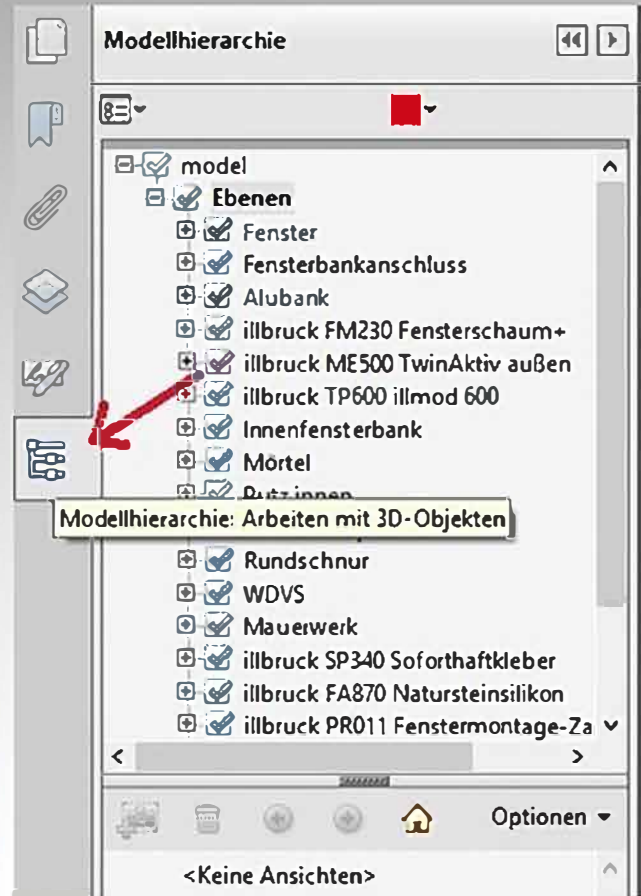 Modellhierarchie
model
Ebenen
Fenster
Fensterbankanschluss
Alubank
illbruck FM230 Fensterschaum+
illbruck ME500 TwinAktiv außen
illbruck TP600 illmod 600
Innenfensterbank
Mörtel
Putz innen
Modellhierarchie: Arbeiten mit 3D-Objekten
Rundschnur
WDVS
Mauerwerk
illbruck SP340 Soforthaftkleber
illbruck FA870 Natursteinsilikon
illbruck PR011 Fenstermontage-Za
Optionen
<Keine Ansichten>